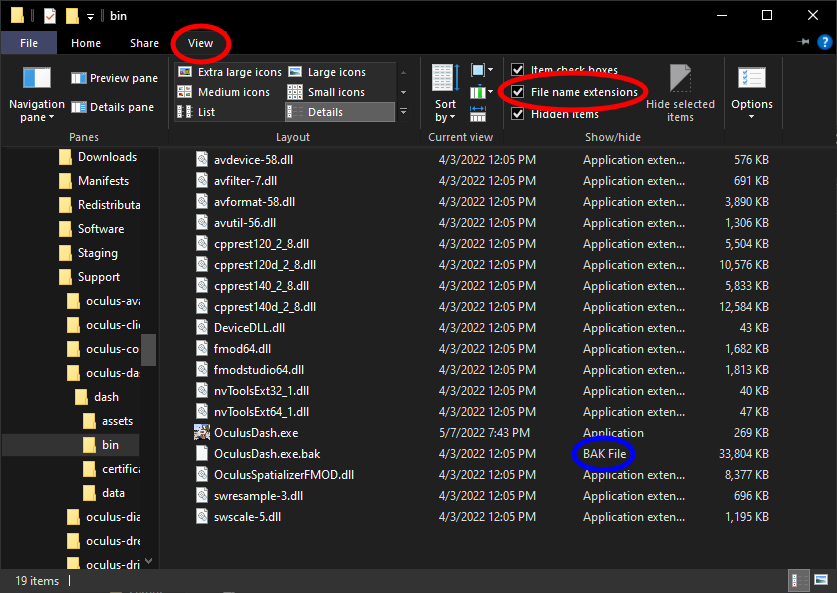 bin
File Home Share View
Navigation pane
Preview pane
Details pane
Panes
Extra large icons Large icons
Medium icons Small icons
List Details
Layout
Sort by
Current view
Item check boxes
File name extensions
Hidden items
Hide selected items
Show/hide
Options
Downloads
Manifests
Redistributa
Software
Staging
Support
oculus-ava
oculus-clie
oculus-co
oculus-das
dash
assets
bin
certifica
data
oculus-dia
oculus-dre
oculus-dri
avdevice-58.dll 4/3/2022 12:05 PM Application exten... 576 KB
avfilter-7.dll 4/3/2022 12:05 PM Application exten... 691 KB
avformat-58.dll 4/3/2022 12:05 PM Application exten... 3,890 KB
avutil-56.dll 4/3/2022 12:05 PM Application exten... 1,306 KB
cpprest120_2_8.dll 4/3/2022 12:05 PM Application exten... 5,504 KB
cpprest120d_2_8.dll 4/3/2022 12:05 PM Application exten... 10,576 KB
cpprest140_2_8.dll 4/3/2022 12:05 PM Application exten... 5,833 KB
cpprest140d_2_8.dll 4/3/2022 12:05 PM Application exten... 12,584 KB
DeviceDLL.dll 4/3/2022 12:05 PM Application exten... 43 KB
fmod64.dll 4/3/2022 12:05 PM Application exten... 1,682 KB
fmodstudio64.dll 4/3/2022 12:05 PM Application exten... 1,813 KB
nvToolsExt32_1.dll 4/3/2022 12:05 PM Application exten... 40 KB
nvToolsExt64_1.dll 4/3/2022 12:05 PM Application exten... 47 KB
OculusDash.exe 5/7/2022 7:43 PM Application 269 KB
OculusDash.exe.bak 4/3/2022 12:05 PM BAK File 33,804 KB
OculusSpatializerFMOD.dll 4/3/2022 12:05 PM Application exten... 8,377 KB
swresample-3.dll 4/3/2022 12:05 PM Application exten... 696 KB
swscale-5.dll 4/3/2022 12:05 PM Application exten... 1,195 KB
19 items